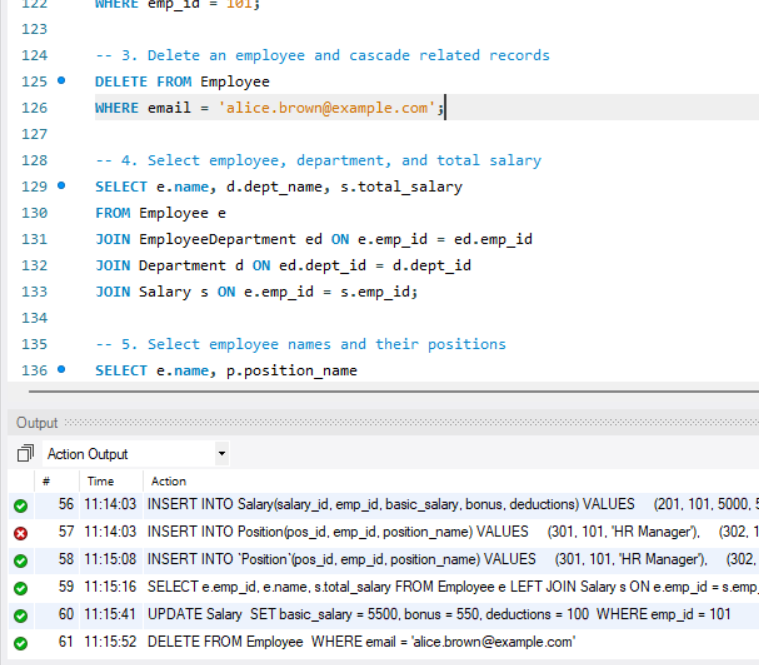 122 WHERE emp_id = 101;
123
124 -- 3. Delete an employee and cascade related records
125 DELETE FROM Employee
126 WHERE email = 'alice.brown@example.com';
127
128 -- 4. Select employee, department, and total salary
129 SELECT e.name, d.dept_name, s.total_salary
130 FROM Employee e
131 JOIN EmployeeDepartment ed ON e.emp_id = ed.emp_id
132 JOIN Department d ON ed.dept_id = d.dept_id
133 JOIN Salary s ON e.emp_id = s.emp_id;
134
135 -- 5. Select employee names and their positions
136 SELECT e.name, p.position_name
Output
Action Output
# Time Action
56 11:14:03 INSERT INTO Salary(salary_id, emp_id, basic_salary, bonus, deductions) VALUES (201, 101, 5000, 5
57 11:14:03 INSERT INTO Position(pos_id, emp_id, position_name) VALUES (301, 101, 'HR Manager'), (302, 1
58 11:15:08 INSERT INTO `Position`(pos_id, emp_id, position_name) VALUES (301, 101, 'HR Manager'), (302,
59 11:15:16 SELECT e.emp_id, e.name, s.total_salary FROM Employee e LEFT JOIN Salary s ON e.emp_id = s.emp_
60 11:15:41 UPDATE Salary SET basic_salary = 5500, bonus = 550, deductions = 100 WHERE emp_id = 101
61 11:15:52 DELETE FROM Employee WHERE email = 'alice.brown@example.com'